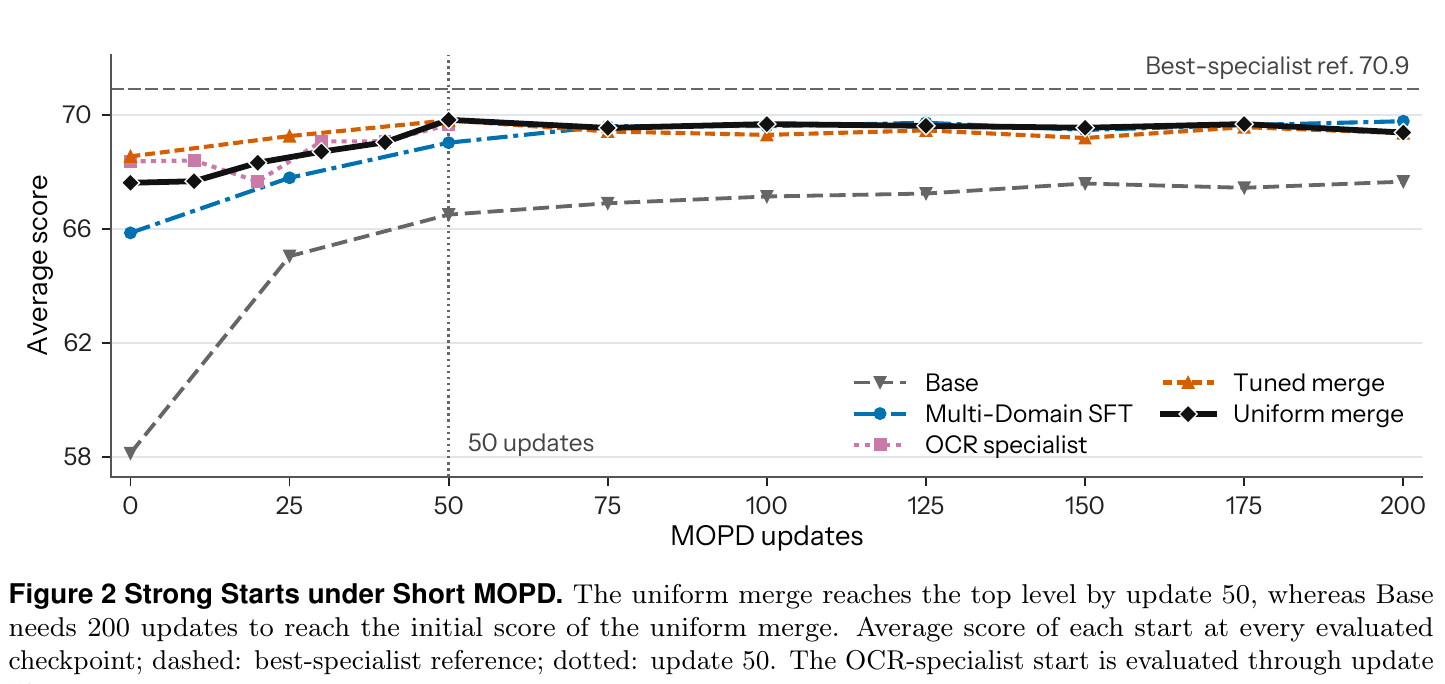 Best-specialist ref. 70.9
70
66
62
58
Average score
Base
Multi-Domain SFT
OCR specialist
Tuned merge
Uniform merge
50 updates
0 25 50 75 100 125 150 175 200
MOPD updates
Figure 2 Strong Starts under Short MOPD. The uniform merge reaches the top level by update 50, whereas Base
needs 200 updates to reach the initial score of the uniform merge. Average score of each start at every evaluated
checkpoint; dashed: best-specialist reference; dotted: update 50. The OCR-specialist start is evaluated through update